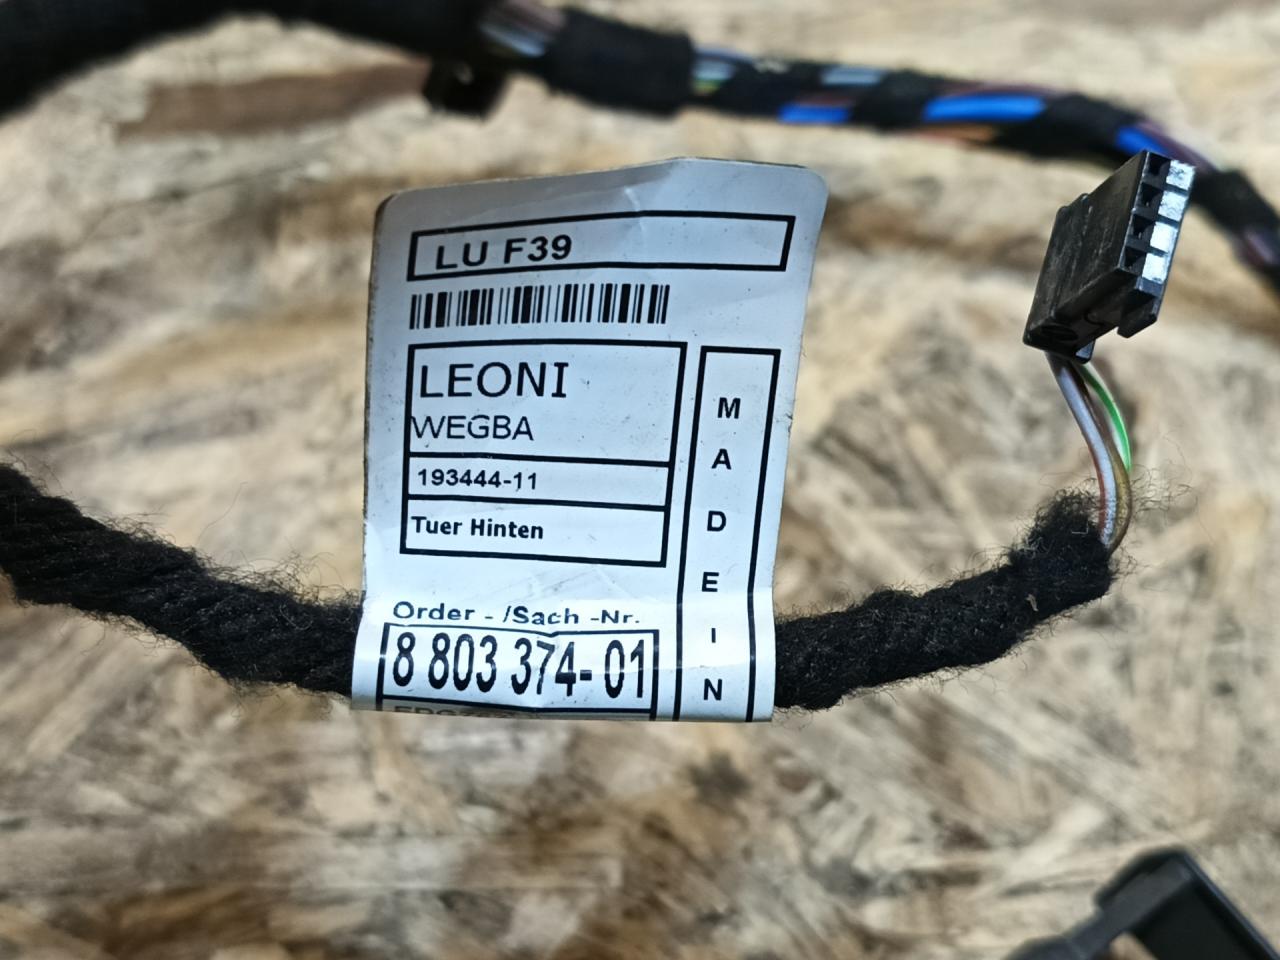 LU F39
LEONI
WEGBA
193444-11
Tuer Hinten
Order - /Sach -Nr.
8 803 374-01
MADE IN